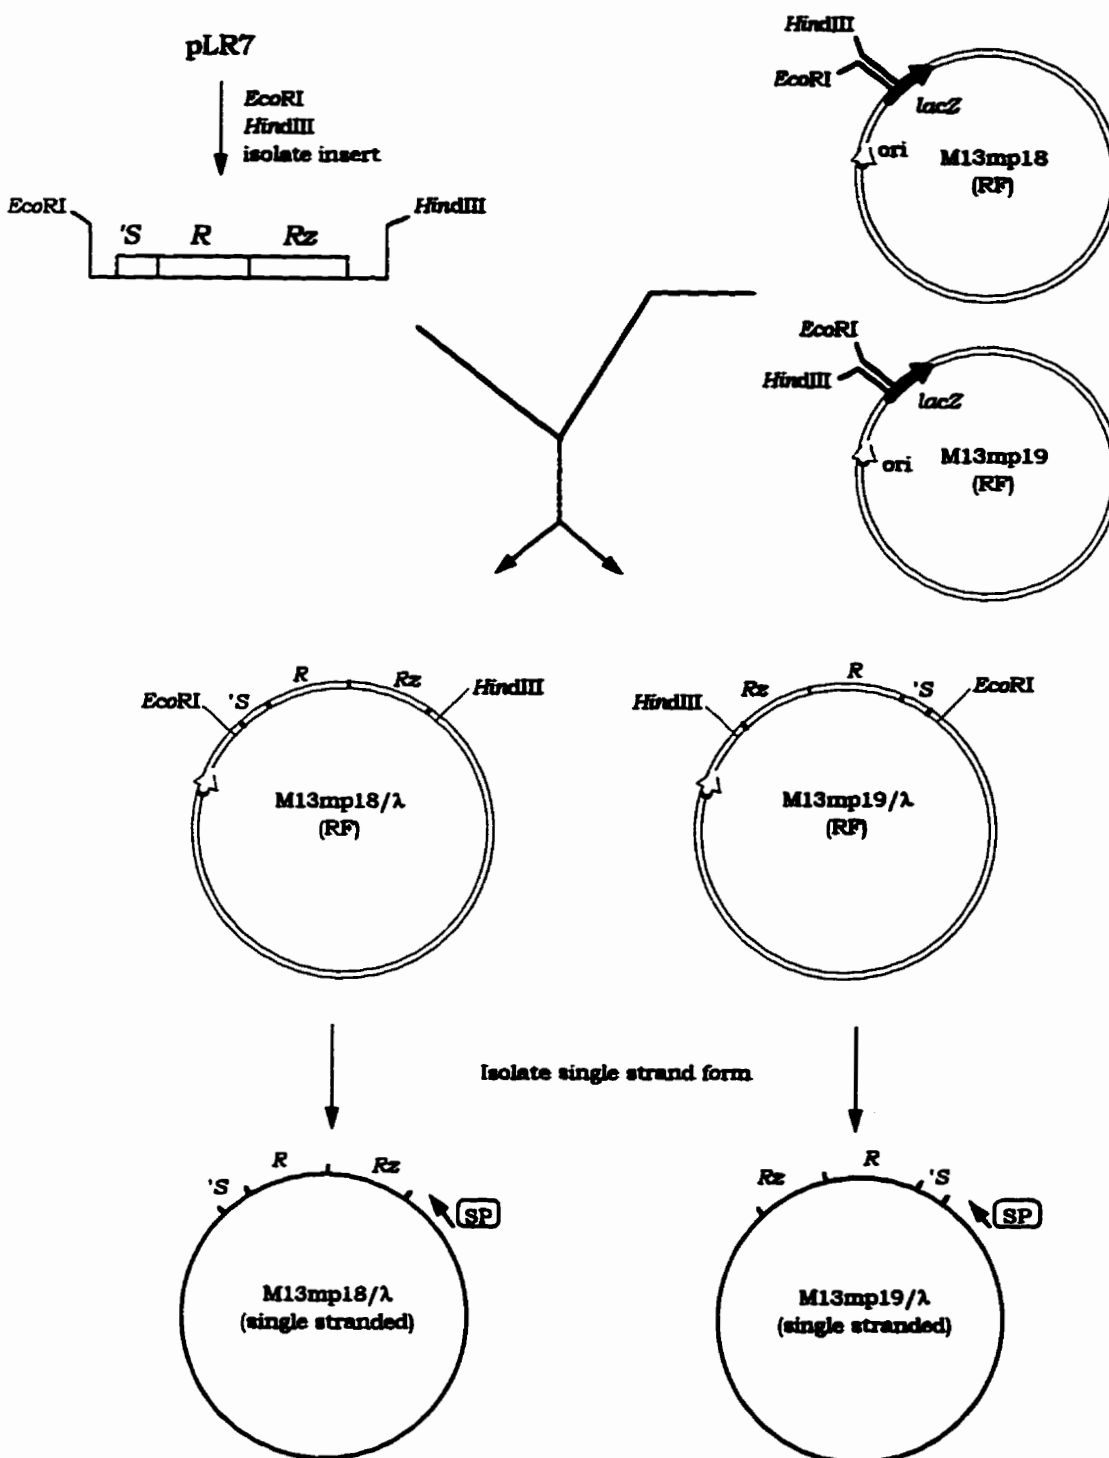 pLR7
EcoRI
HindIII
isolate insert
EcoRI
HindIII
'S R Rz
HindIII
EcoRI
lacZ
ori
M13mp18
(RF)
EcoRI
HindIII
lacZ
ori
M13mp19
(RF)
EcoRI 'S R Rz HindIII
M13mp18/λ
(RF)
HindIII Rz R 'S EcoRI
M13mp19/λ
(RF)
Isolate single strand form
'S R Rz
SP
M13mp18/λ
(single stranded)
Rz R 'S
SP
M13mp19/λ
(single stranded)